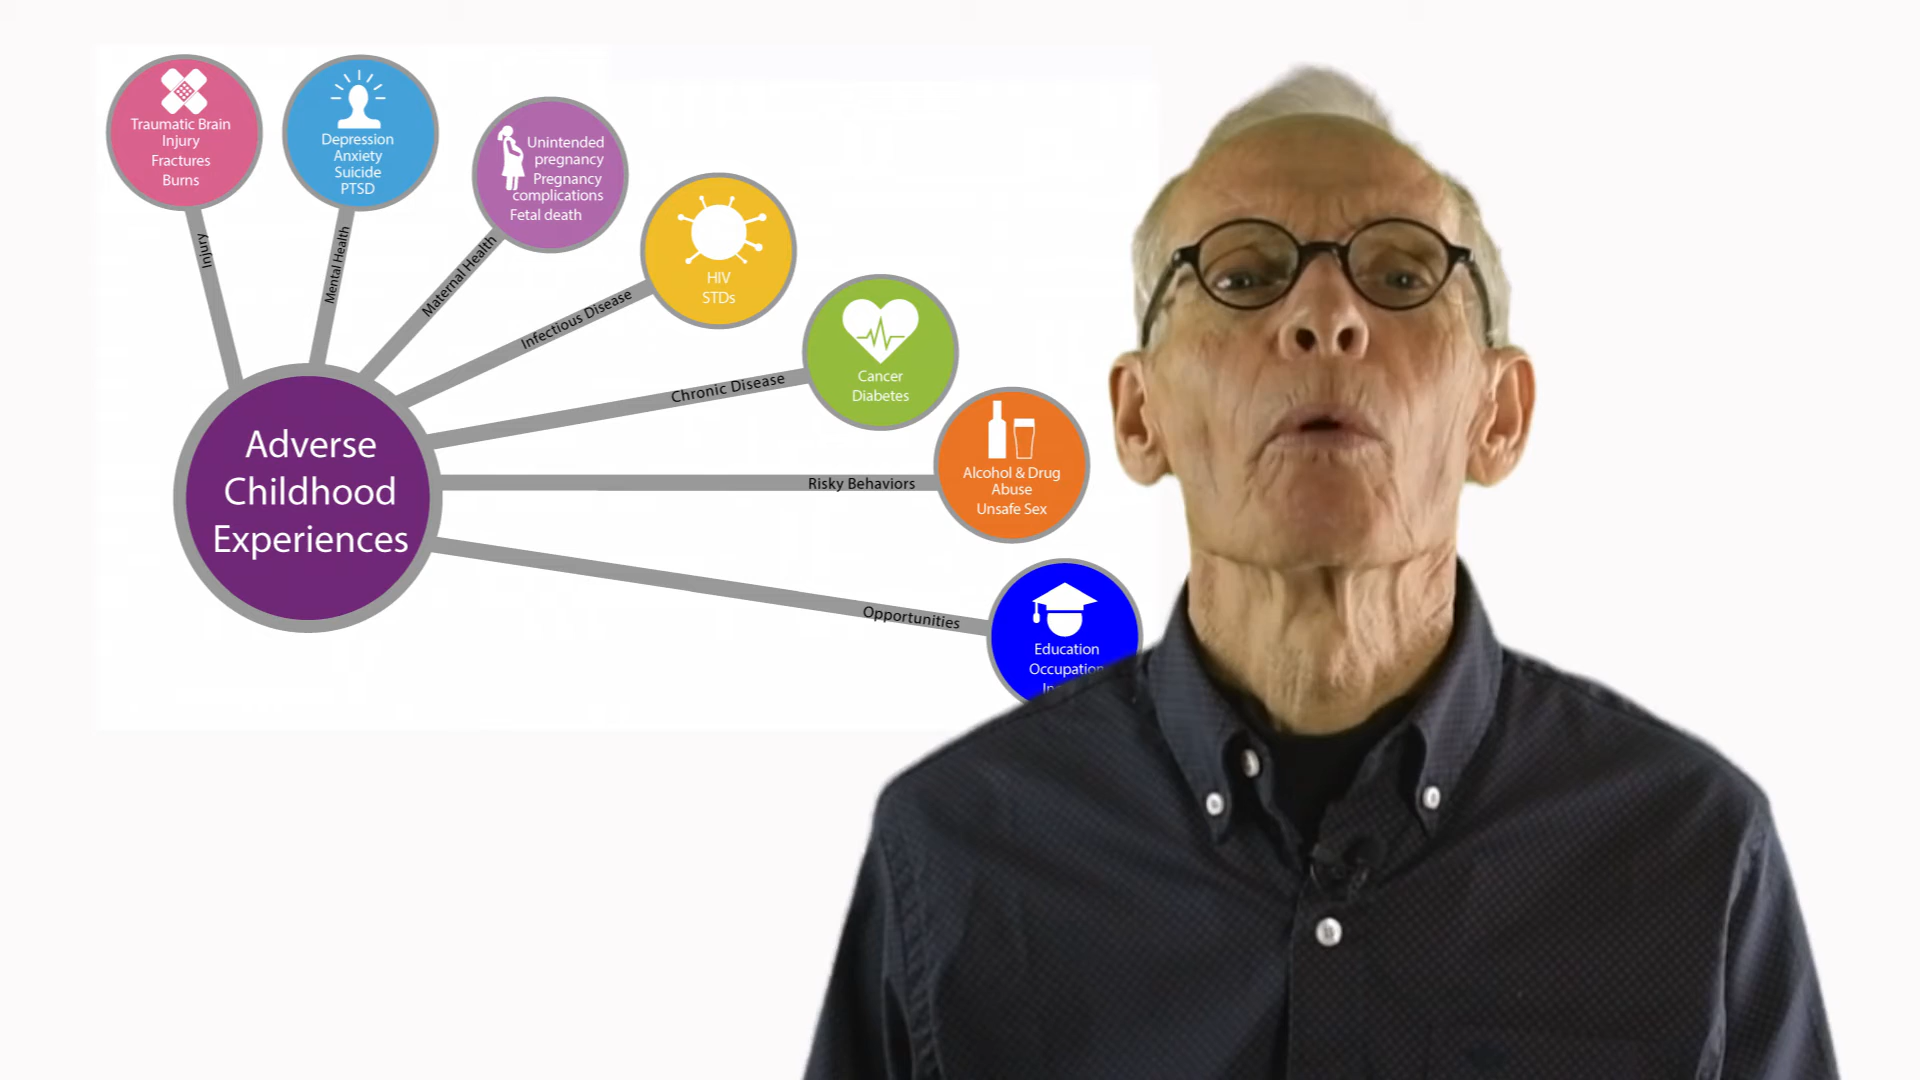 Traumatic Brain
Injury
Fractures
Burns
Depression
Anxiety
Suicide
PTSD
Unintended
pregnancy
Pregnancy
complications
Fetal death
HIV
STDs
Cancer
Diabetes
Alcohol & Drug
Abuse
Unsafe Sex
Education
Occupation
Injury
Mental Health
Maternal Health
Infectious Disease
Chronic Disease
Risky Behaviors
Opportunities
Adverse
Childhood
Experiences